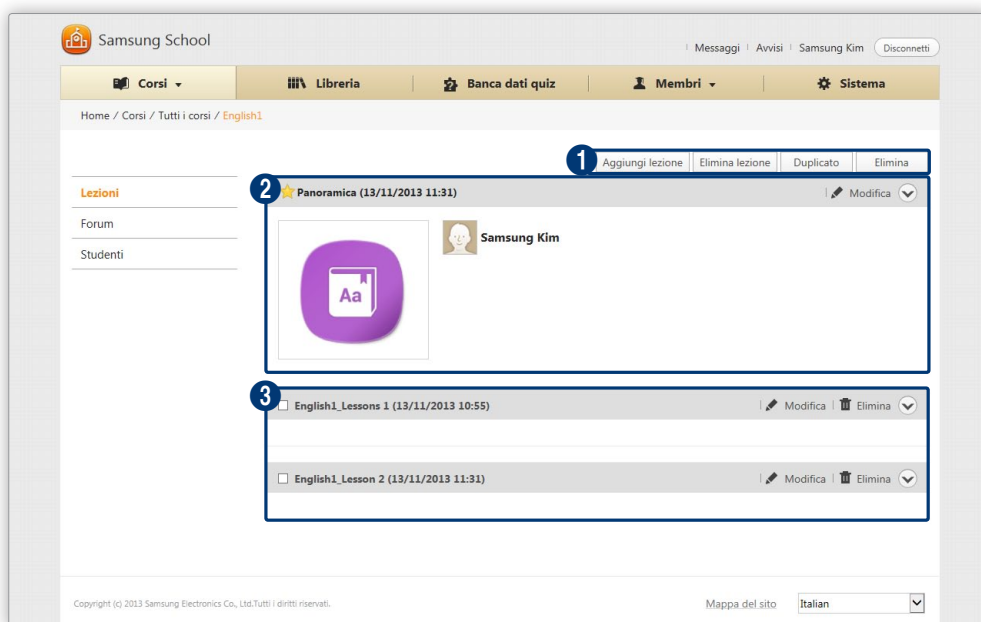 Samsung School
Messaggi Avvisi Samsung Kim Disconnetti
Corsi Libreria Banca dati quiz Membri Sistema
Home / Corsi / Tutti i corsi / English1
1 Aggiungi lezione Elimina lezione Duplicato Elimina
Lezioni
Forum
Studenti
2 Panoramica (13/11/2013 11:31) Modifica
Aa
Samsung Kim
3 English1_Lessons 1 (13/11/2013 10:55) Modifica Elimina
English1_Lesson 2 (13/11/2013 11:31) Modifica Elimina
Copyright (c) 2013 Samsung Electronics Co., Ltd.Tutti i diritti riservati. Mappa del sito Italian